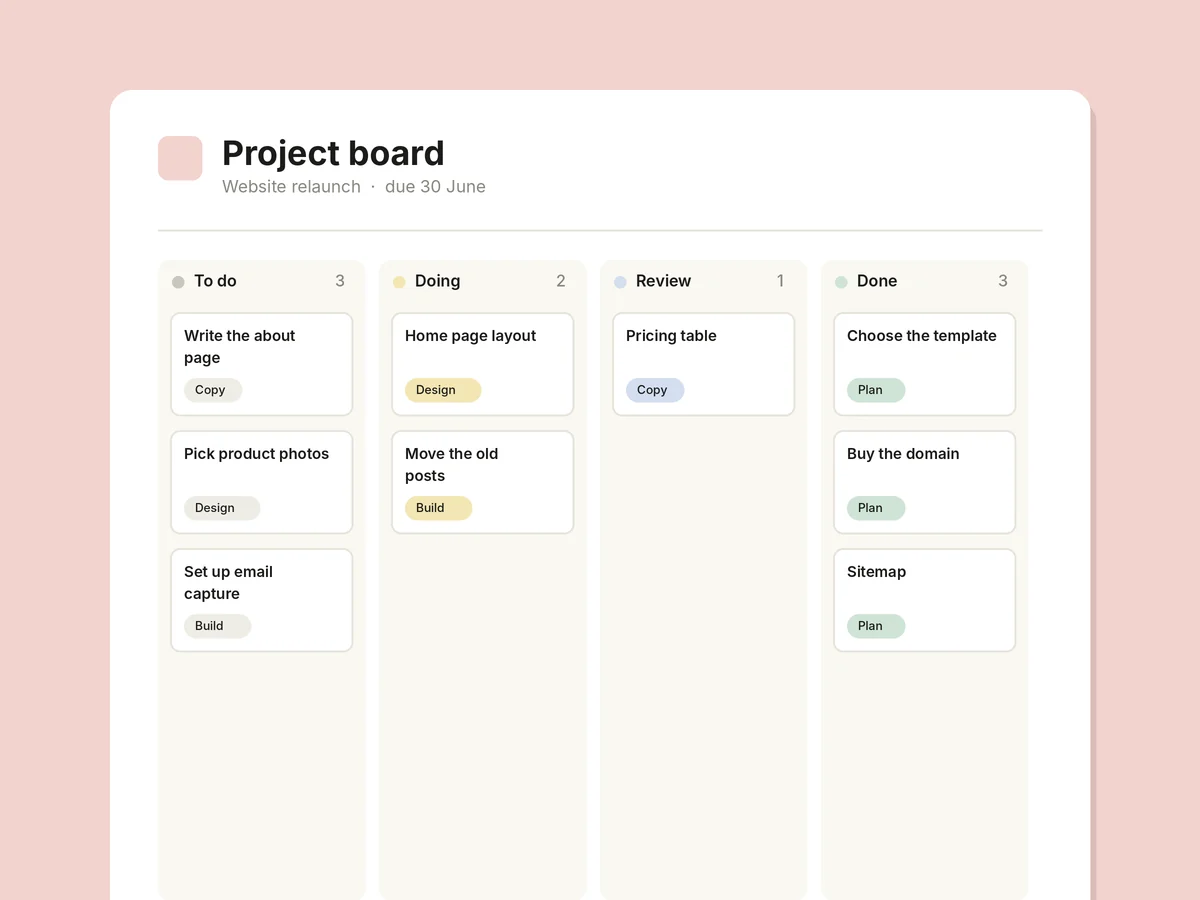 Project board
Website relaunch · due 30 June
To do 3
Write the about
page
Copy
Pick product photos
Design
Set up email
capture
Build
Doing 2
Home page layout
Design
Move the old
posts
Build
Review 1
Pricing table
Copy
Done 3
Choose the template
Plan
Buy the domain
Plan
Sitemap
Plan